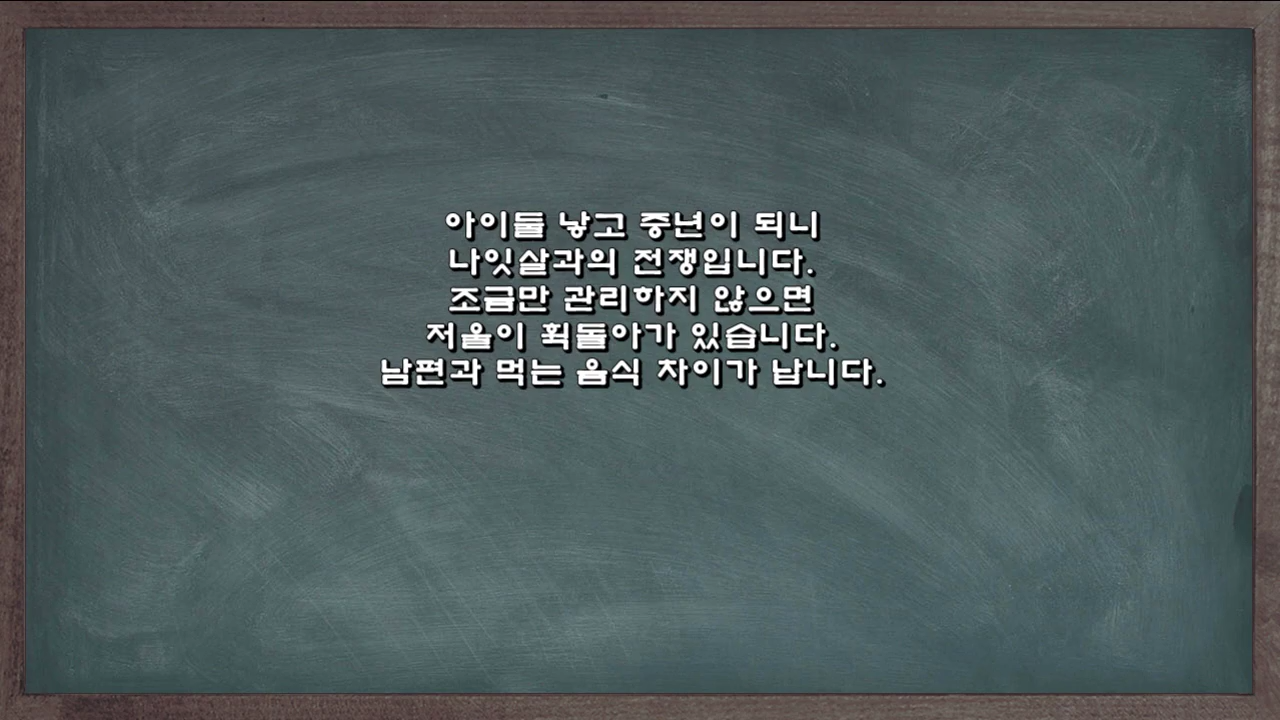 아이둘 낳고 중년이 되니
나잇살과의 전쟁입니다.
조금만 관리하지 않으면
저울이 획돌아가 있습니다.
남편과 먹는 음식 차이가 납니다.